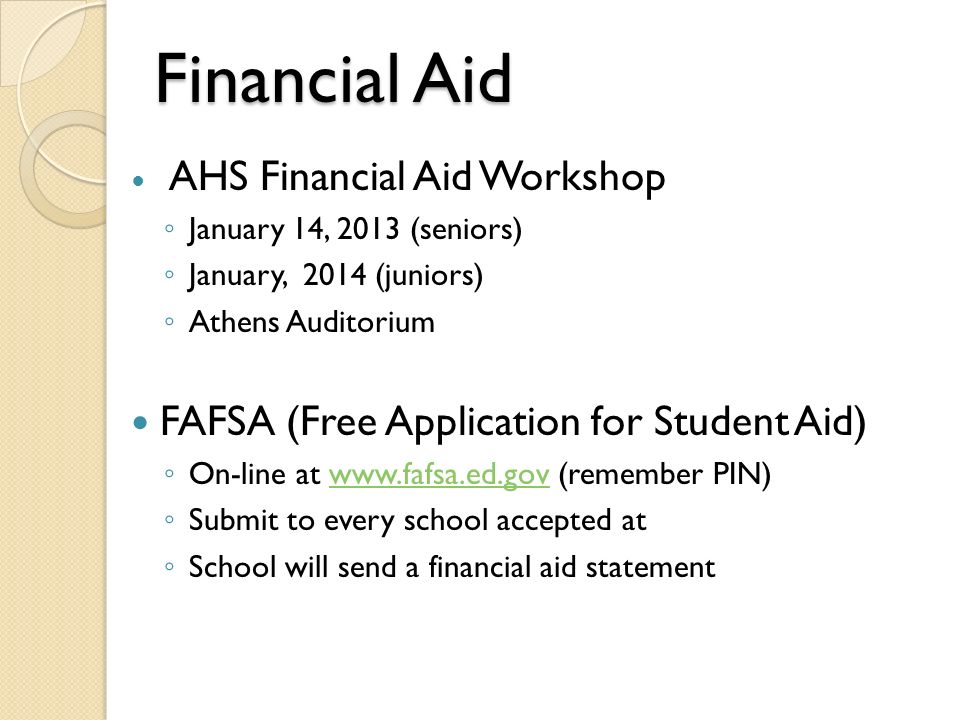 Financial Aid
• AHS Financial Aid Workshop
◦ January 14, 2013 (seniors)
◦ January, 2014 (juniors)
◦ Athens Auditorium
• FAFSA (Free Application for Student Aid)
◦ On-line at www.fafsa.ed.gov (remember PIN)
◦ Submit to every school accepted at
◦ School will send a financial aid statement